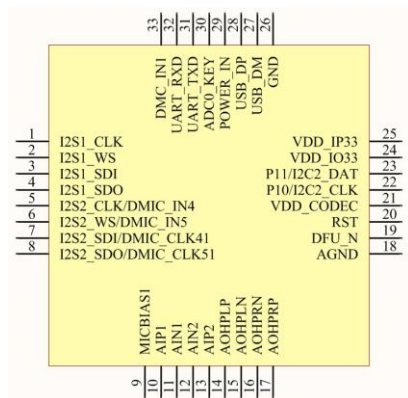 33 32 31 30 29 28 27 26
DMC_IN1
UART_RXD
UART_TXD
ADC0_KEY
POWER_IN
USB_DP
USB_DM
GND
1 I2S1_CLK
2 I2S1_WS
3 I2S1_SDI
4 I2S1_SDO
5 I2S2_CLK/DMIC_IN4
6 I2S2_WS/DMIC_IN5
7 I2S2_SDI/DMIC_CLK41
8 I2S2_SDO/DMIC_CLK51
VDD_IP33 25
VDD_IO33 24
P11/I2C2_DAT 23
P10/I2C2_CLK 22
VDD_CODEC 21
RST 20
DFU_N 19
AGND 18
MICBIAS1
AIP1
AIN1
AIN2
AIP2
AOHPLP
AOHPLN
AOHPRN
AOHPRP
9 10 11 12 13 14 15 16 17